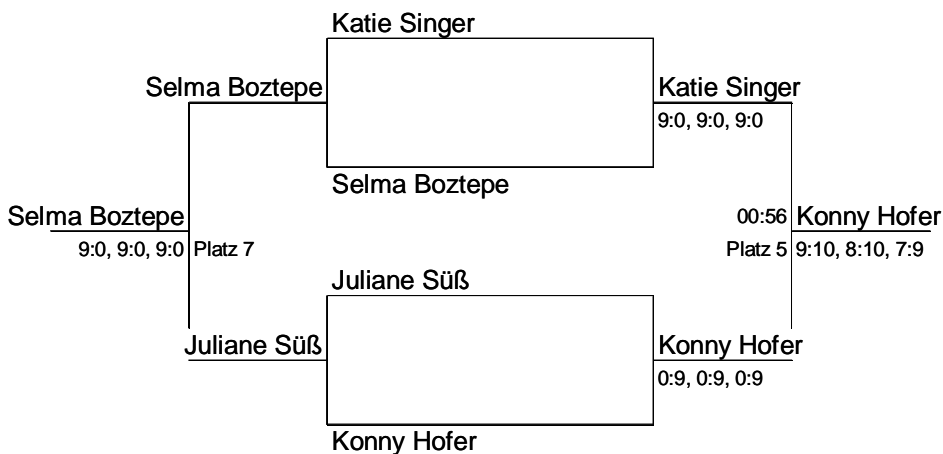 Katie Singer
Selma Boztepe
Katie Singer
9:0, 9:0, 9:0
Selma Boztepe
Selma Boztepe
00:56
Konny Hofer
9:0, 9:0, 9:0
Platz 7
Platz 5
9:10, 8:10, 7:9
Juliane Süß
Juliane Süß
Konny Hofer
0:9, 0:9, 0:9
Konny Hofer